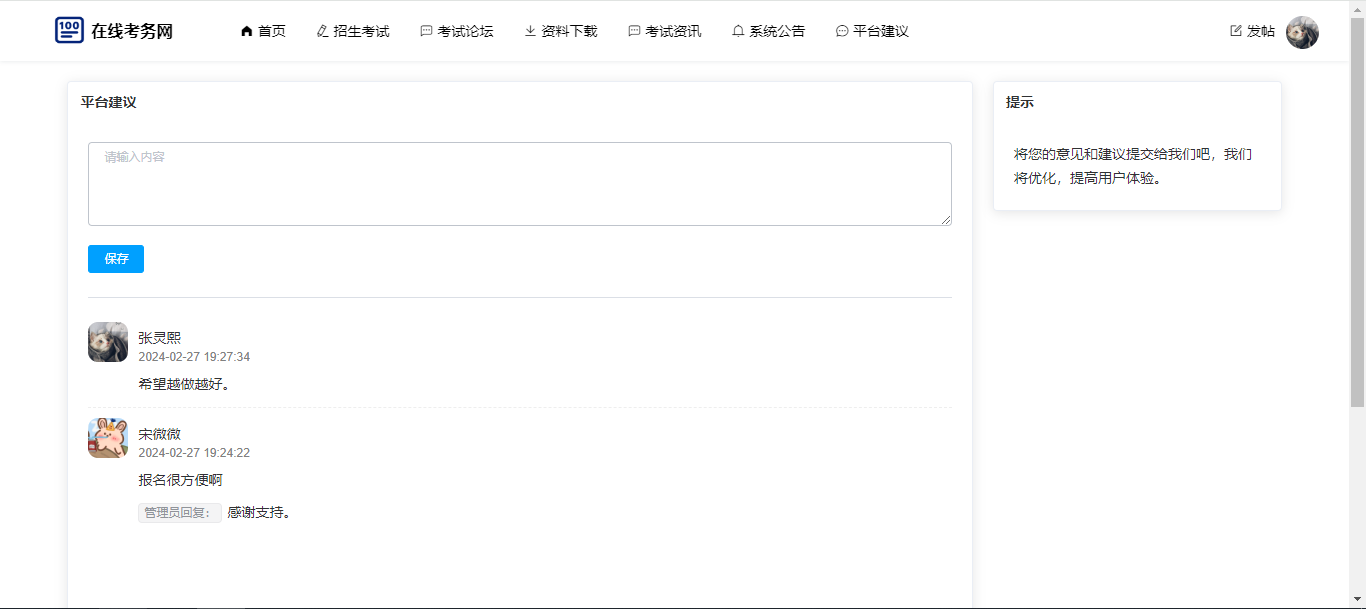 100
在线考务网
首页
招生考试
考试论坛
资料下载
考试资讯
系统公告
平台建议
发帖
平台建议
请输入内容
保存
张灵熙
2024-02-27 19:27:34
希望越做越好。
宋微微
2024-02-27 19:24:22
报名很方便啊
管理员回复： 感谢支持。
提示
将您的意见和建议提交给我们吧，我们
将优化，提高用户体验。